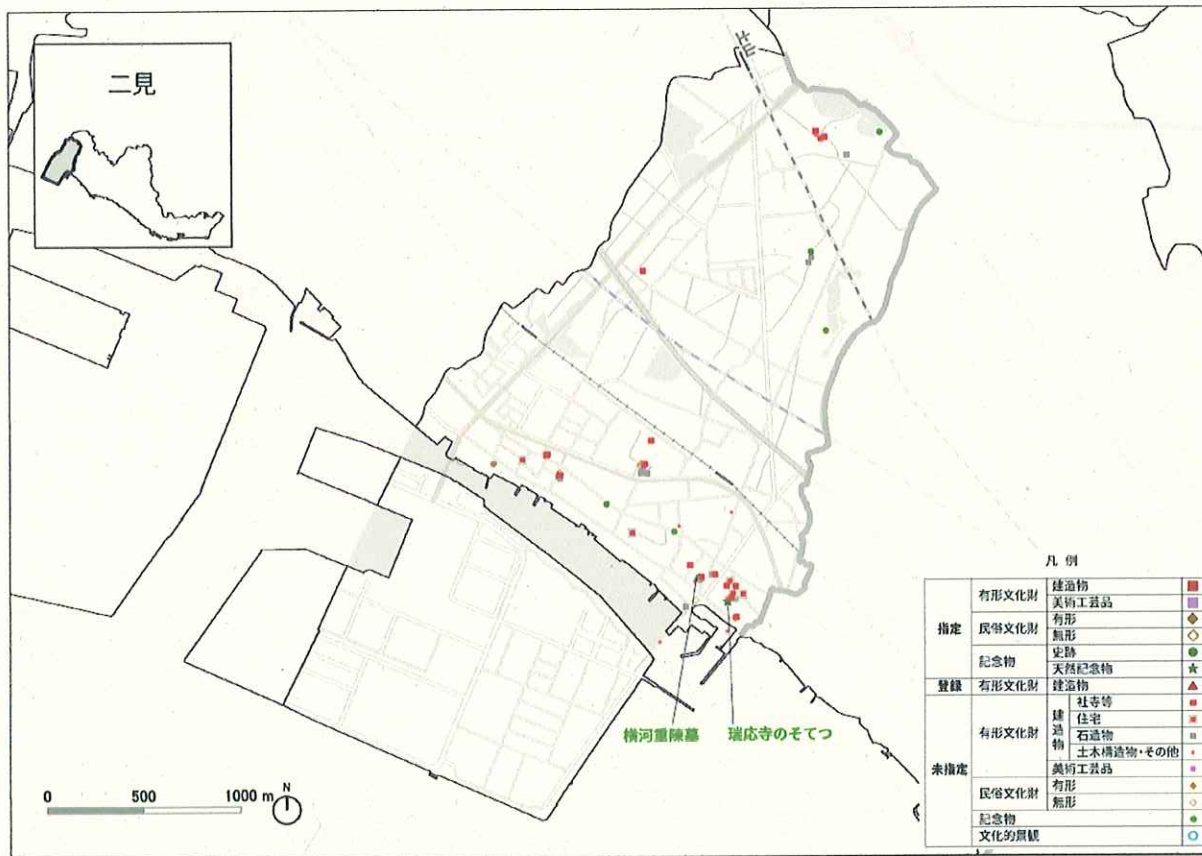 二見
横河重陳墓
瑞応寺のそてつ
0 500 1000 m
N
凡例
指定 有形文化財 建造物
美術工芸品
民俗文化財 有形
無形
記念物 史跡
天然記念物
登録 有形文化財 建造物
未指定 有形文化財 建造物 社寺等
住宅
石造物
土木構造物・その他
美術工芸品
民俗文化財 有形
無形
記念物
文化的景観